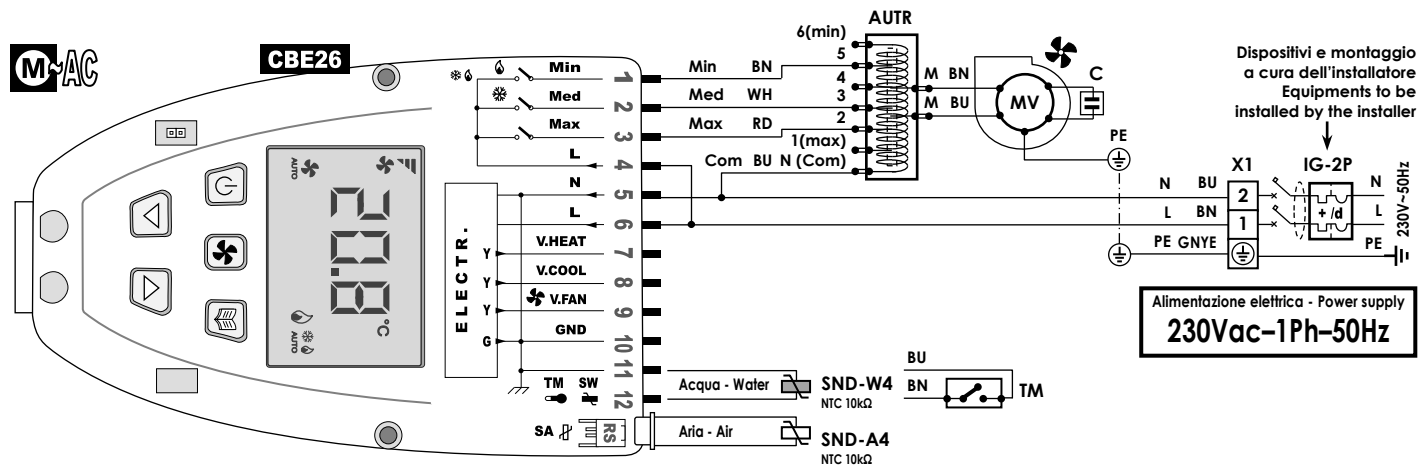 M~AC
CBE26
AUTO
20.8
°C
AUTO
Min
Med
Max
L
N
L
V.HEAT
V.COOL
V.FAN
GND
TM SW
SA
RS
ELECTR.
Y
Y
Y
G
1
2
3
4
5
6
7
8
9
10
11
12
Min BN
Med WH
Max RD
Com BU N (Com)
AUTR
6(min)
5
4
3
2
1(max)
M BN
M BU
MV
C
PE
N BU
L BN
PE GNYE
X1
2
1
IG-2P
+ /d
N
L
PE
230V~50Hz
Dispositivi e montaggio
a cura dell'installatore
Equipments to be
installed by the installer
Alimentazione elettrica - Power supply
230Vac–1Ph–50Hz
Acqua - Water
SND-W4
NTC 10kΩ
BU
BN
TM
Aria - Air
SND-A4
NTC 10kΩ